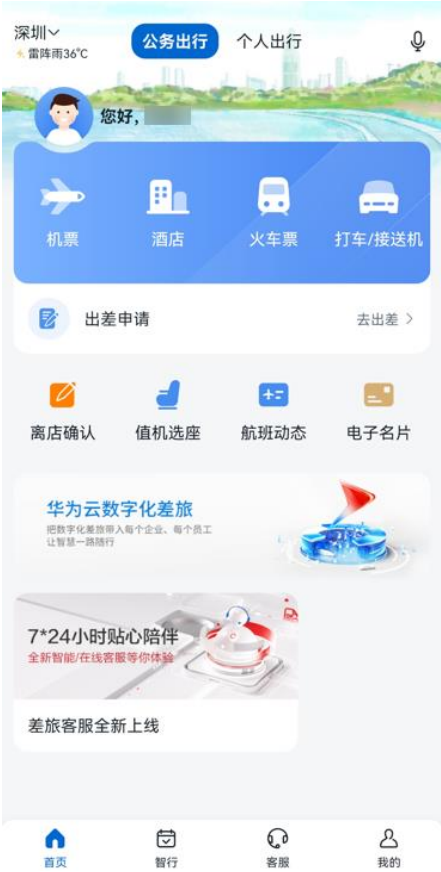 深圳
公务出行
个人出行
雷阵雨36℃
您好，
机票
酒店
火车票
打车/接送机
出差申请
去出差
离店确认
值机选座
航班动态
电子名片
华为云数字化差旅
把数字化差旅带入每个企业、每个员工
让智慧一路随行
7*24小时贴心陪伴
全新智能/在线客服等你体验
差旅客服全新上线
首页
智行
客服
我的